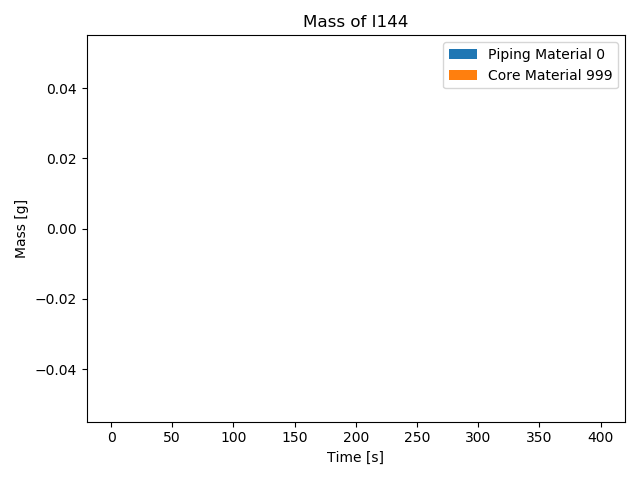 Mass of I144
Piping Material 0
Core Material 999
Mass [g]
0.04
0.02
0.00
−0.02
−0.04
0 50 100 150 200 250 300 350 400
Time [s]